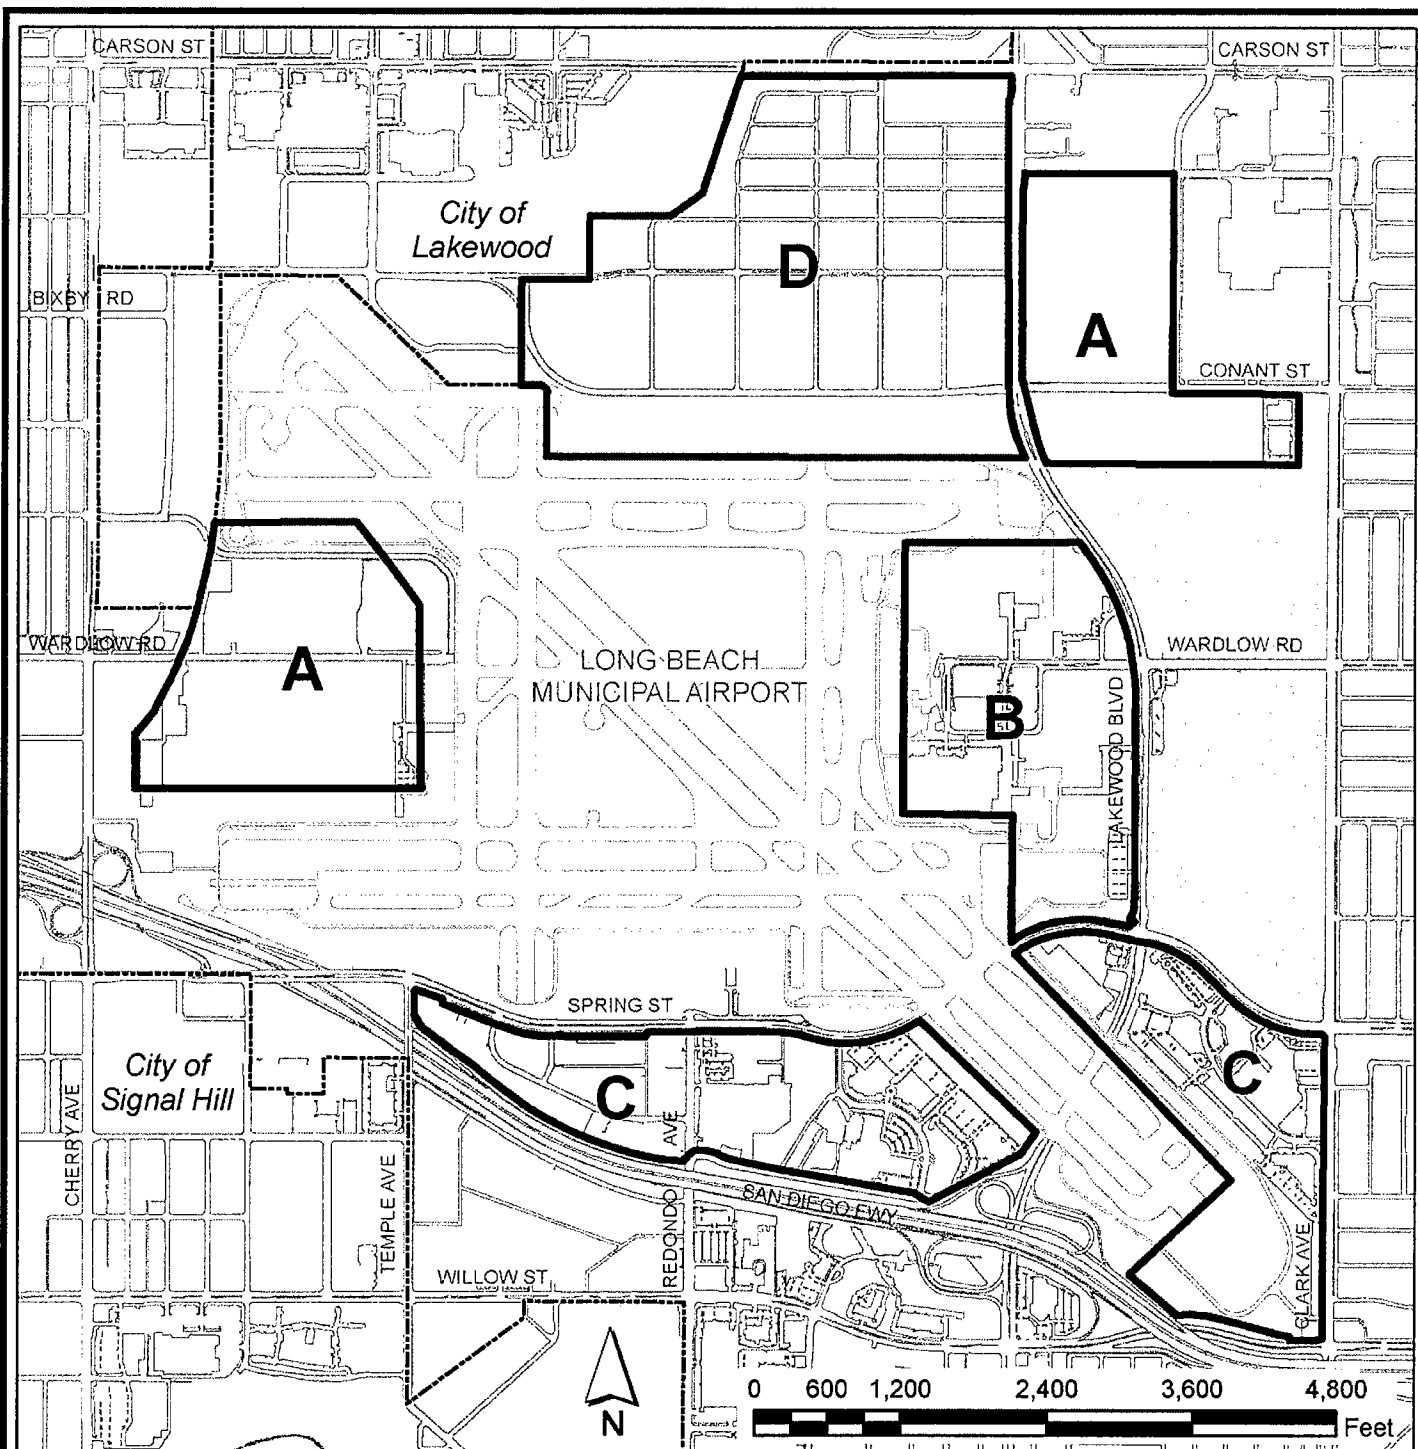 CARSON ST
CARSON ST
City of
Lakewood
D
BIXBY RD
A
CONANT ST
WARDLOW RD
LONG BEACH
MUNICIPAL AIRPORT
WARDLOW RD
A
B
LAKEWOOD BLVD
SPRING ST
City of
Signal Hill
C
C
CHERRY AVE
TEMPLE AVE
REDONDO AVE
SAN DIEGO FWY
CLARK AVE
WILLOW ST
N
0 600 1,200 2,400 3,600 4,800
Feet